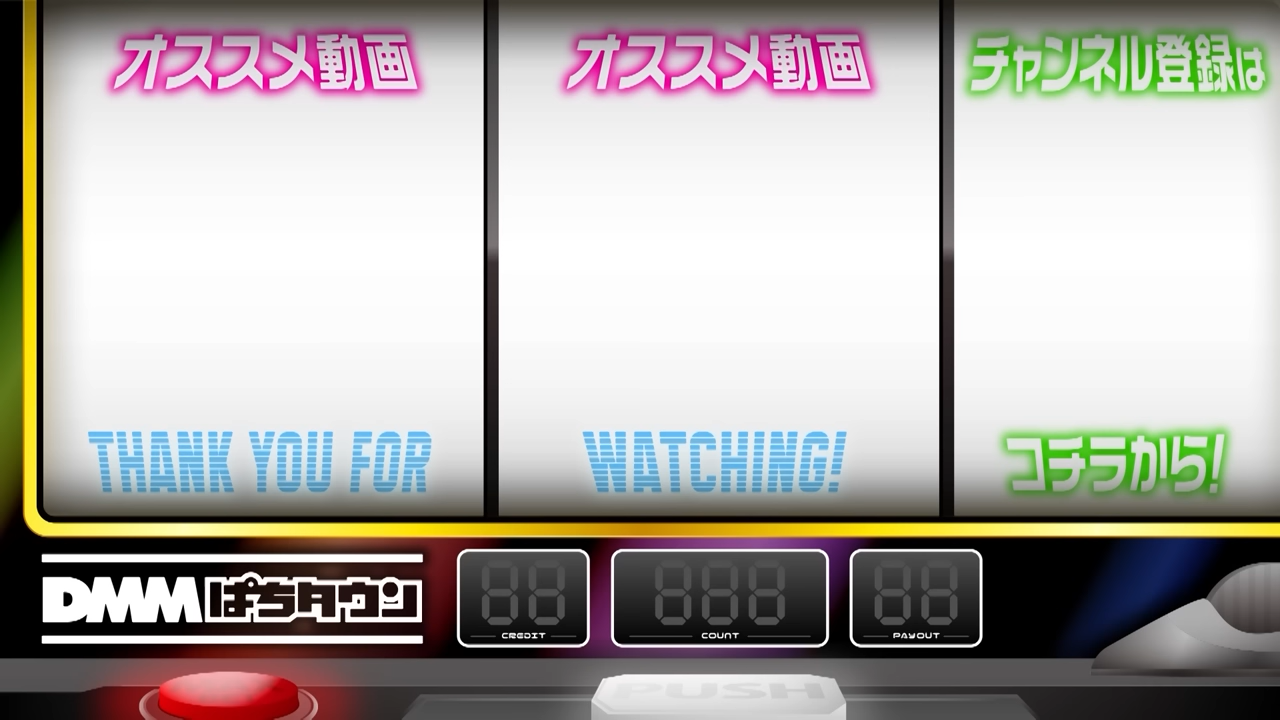 オススメ動画
オススメ動画
チャンネル登録は
THANK YOU FOR
WATCHING!
コチラから!
DMMぱちタウン
CREDIT
COUNT
PAYOUT
PUSH